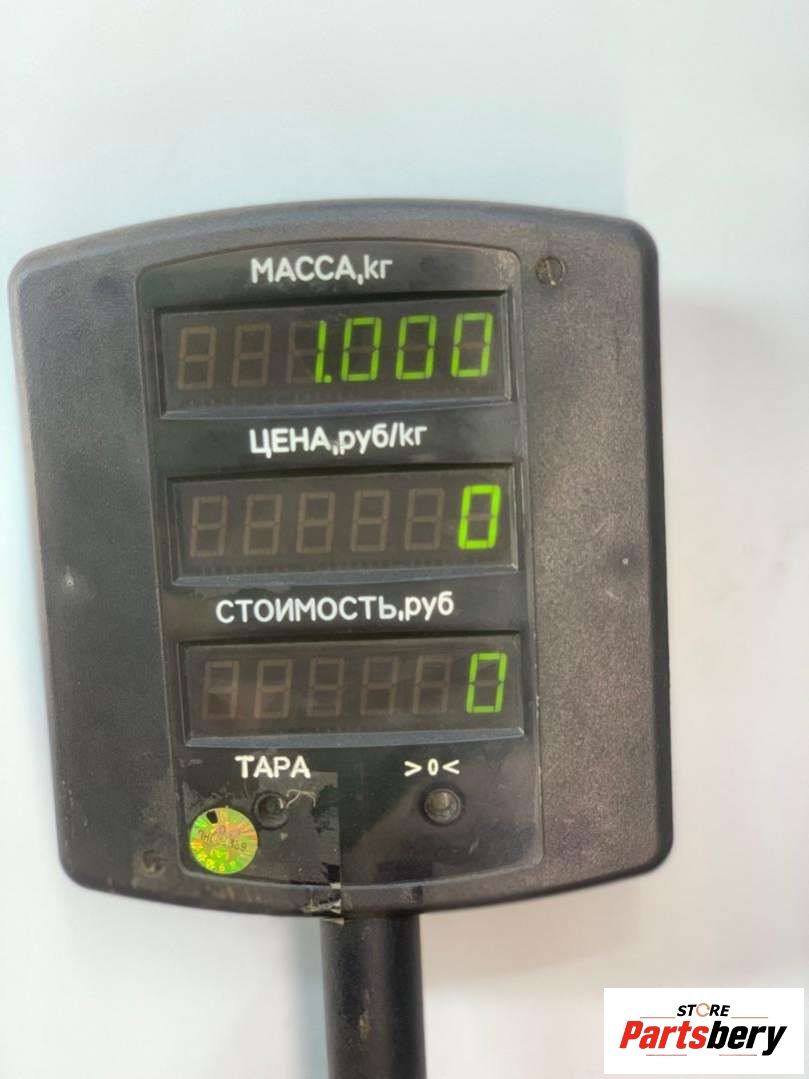 МАССА,кг
1.000
ЦЕНА,руб/кг
0
СТОИМОСТЬ,руб
0
ТАРА >0<
STORE
Partsbery